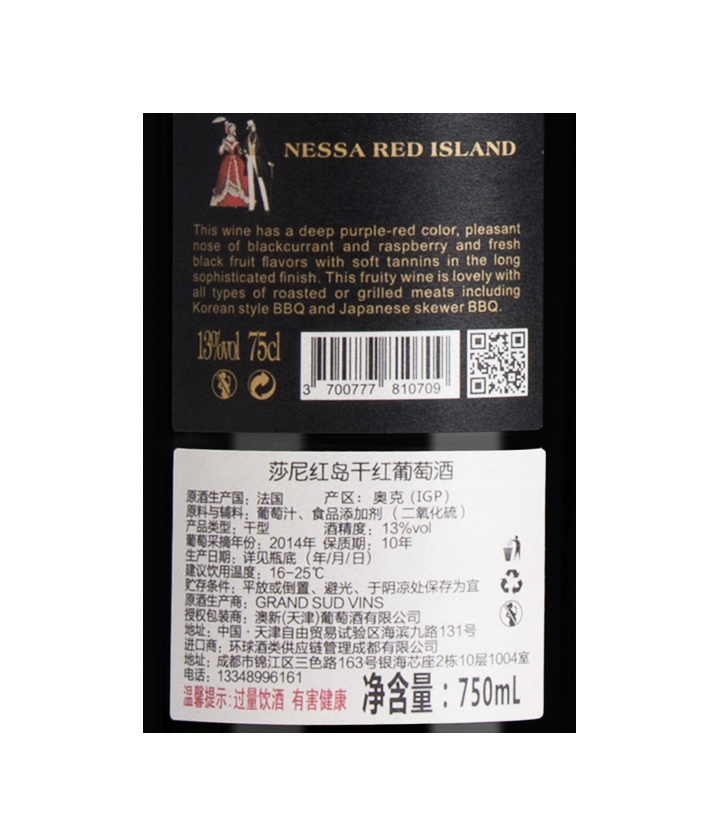 NESSA RED ISLAND
This wine has a deep purple-red color, pleasant
nose of blackcurrant and raspberry and fresh
black fruit flavors with soft tannins in the long
sophisticated finish. This fruity wine is lovely with
all types of roasted or grilled meats including
Korean style BBQ and Japanese skewer BBQ.
13%vol 75cl
3 700777 810709
莎尼红岛干红葡萄酒
原酒生产国：法国 产区：奥克(IGP)
原料与辅料：葡萄汁、食品添加剂（二氧化硫）
产品类型：干型 酒精度：13%vol
葡萄采摘年份：2014年 保质期：10年
生产日期：详见瓶底（年/月/日）
建议饮用温度：16-25℃
贮存条件：平放或倒置、避光、于阴凉处保存为宜
原酒生产商：GRAND SUD VINS
授权包装商：澳新(天津)葡萄酒有限公司
地址：中国·天津自由贸易试验区海滨九路131号
进口商：环球酒类供应链管理成都有限公司
地址：成都市锦江区三色路163号银海芯座2栋10层1004室
电话：13348996161
温馨提示:过量饮酒 有害健康
净含量：750mL